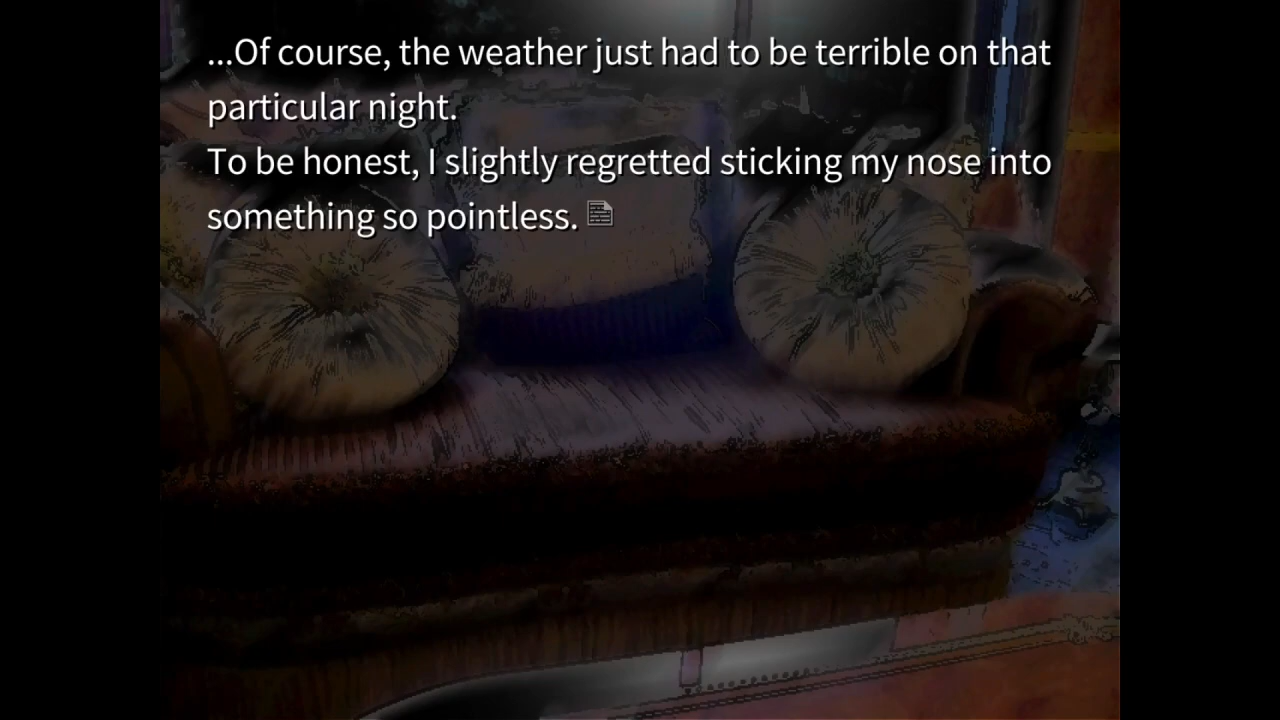 ...Of course, the weather just had to be terrible on that
particular night.
To be honest, I slightly regretted sticking my nose into
something so pointless.